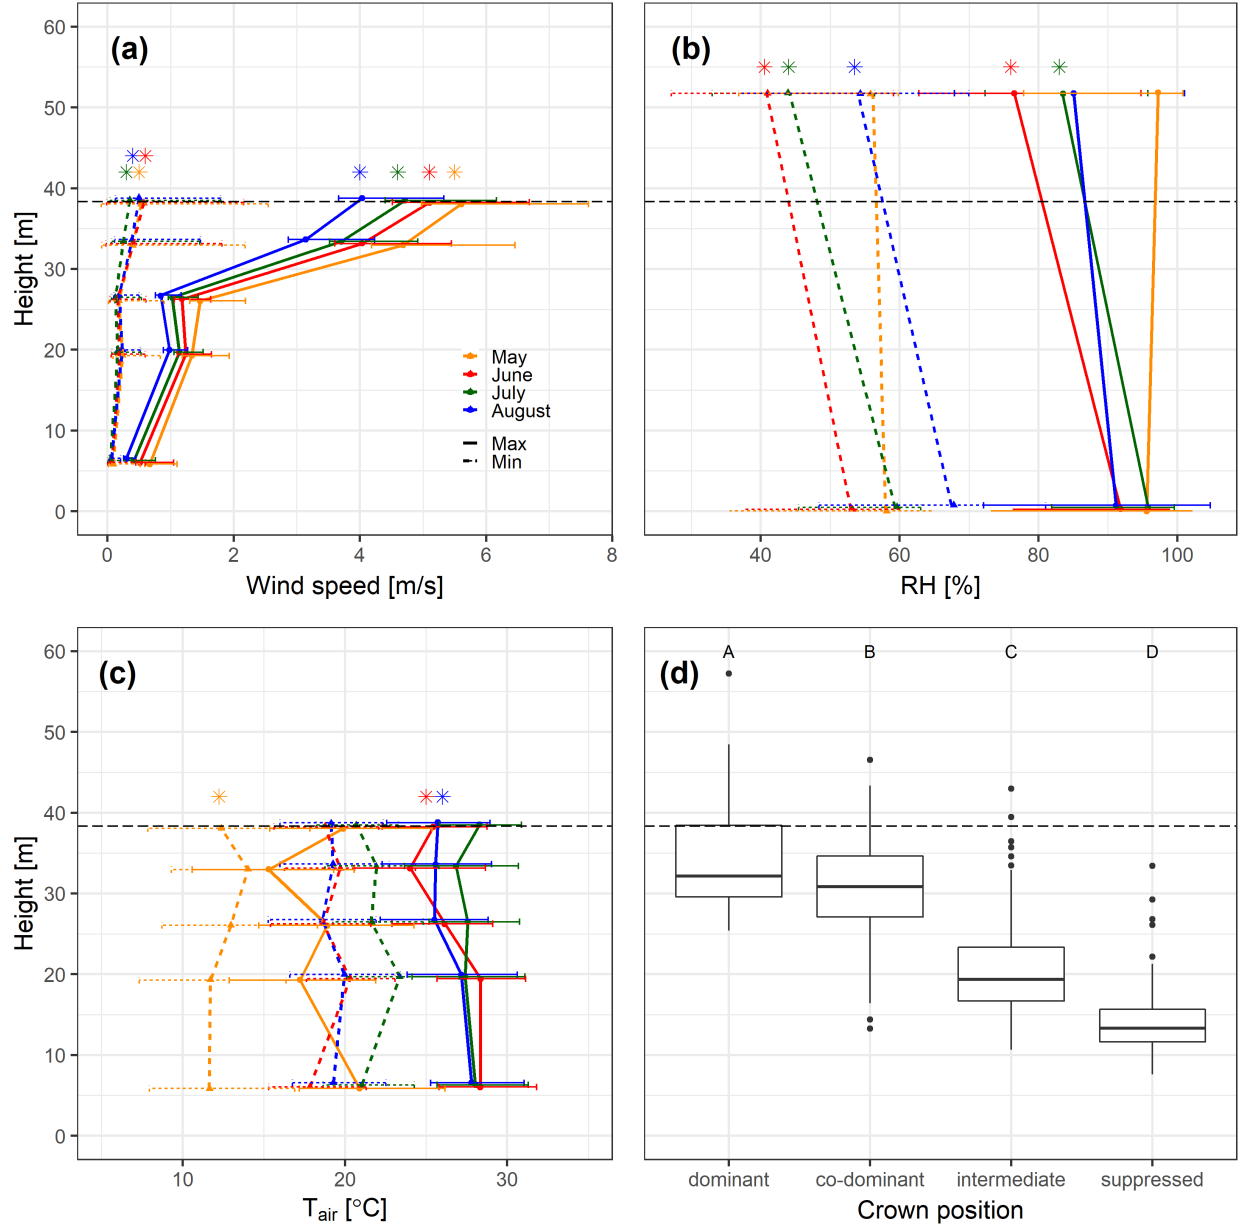 (a)
60
50
40
30
20
10
0
Height [m]
May
June
July
August
Max
Min
0 2 4 6 8
Wind speed [m/s]
(b)
40 60 80 100
RH [%]
(c)
60
50
40
30
20
10
0
Height [m]
10 20 30
Tair [°C]
(d)
A B C D
dominant co-dominant intermediate suppressed
Crown position